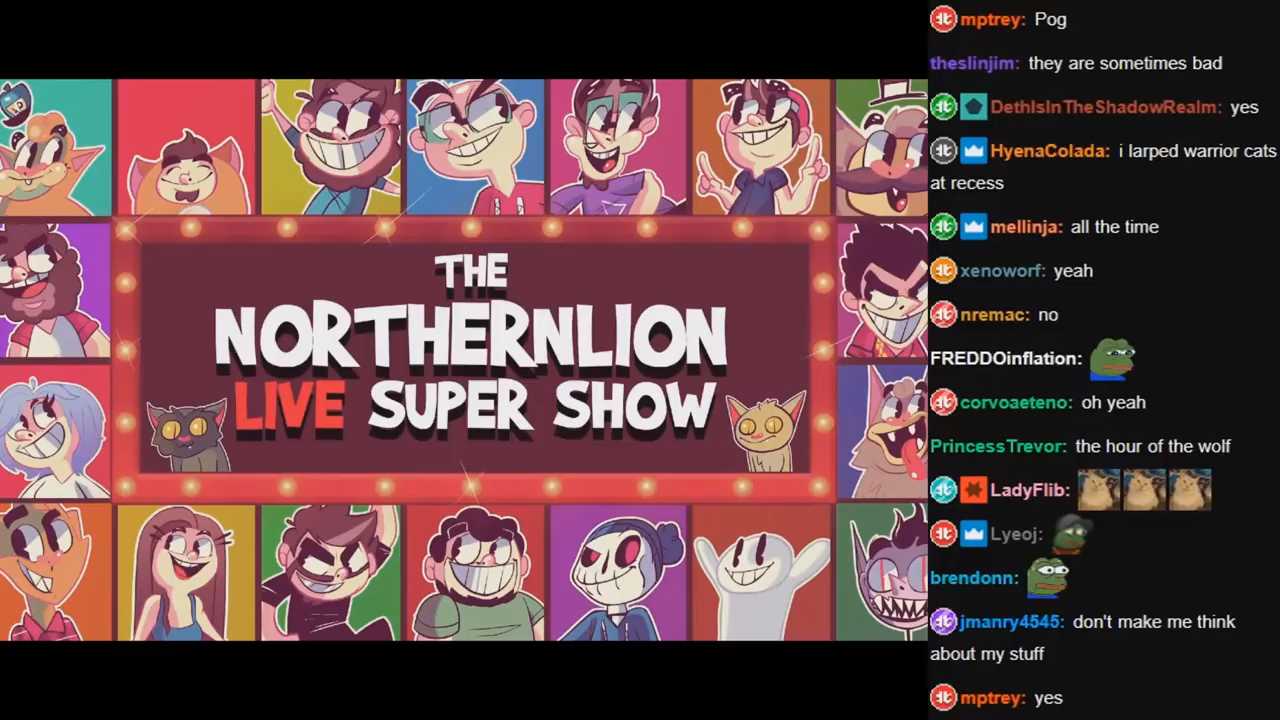 THE
NORTHERNLION
LIVE SUPER SHOW
mptrey: Pog
theslinjim: they are sometimes bad
DethIsInTheShadowRealm: yes
HyenaColada: i larped warrior cats
at recess
mellinja: all the time
xenoworf: yeah
nremac: no
FREDDOinflation:
corvoaeteno: oh yeah
PrincessTrevor: the hour of the wolf
LadyFlib:
Lyeoj:
brendonn:
jmanry4545: don't make me think
about my stuff
mptrey: yes